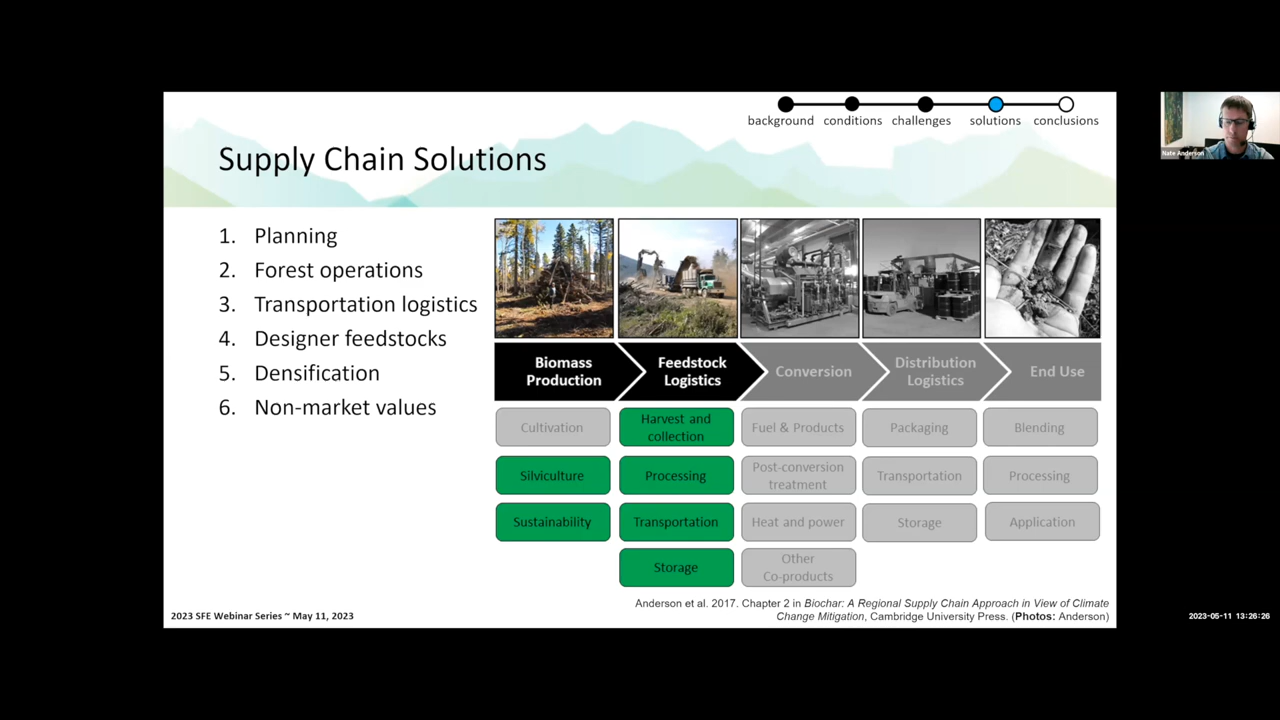 background conditions challenges solutions conclusions
Supply Chain Solutions
1. Planning
2. Forest operations
3. Transportation logistics
4. Designer feedstocks
5. Densification
6. Non-market values
Biomass
Production
Feedstock
Logistics
Conversion
Distribution
Logistics
End Use
Cultivation
Silviculture
Sustainability
Harvest and
collection
Processing
Transportation
Storage
Fuel & Products
Post-conversion
treatment
Heat and power
Other
Co-products
Packaging
Transportation
Storage
Blending
Processing
Application
Anderson et al. 2017. Chapter 2 in Biochar: A Regional Supply Chain Approach in View of Climate
Change Mitigation, Cambridge University Press. (Photos: Anderson)
2023 SFE Webinar Series ~ May 11, 2023
Nate Anderson
2023-05-11 13:26:26